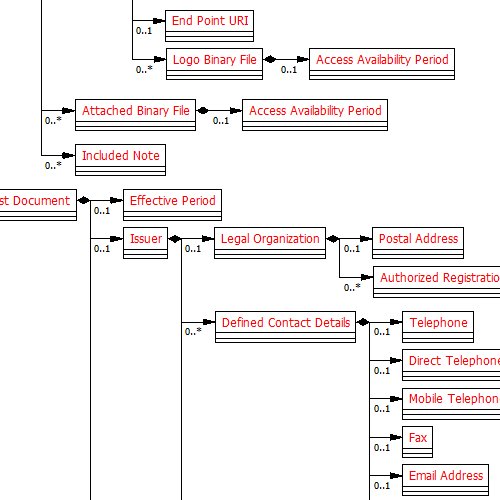 End Point URI
0..1
Logo Binary File
Access Availability Period
0..*
0..1
Attached Binary File
Access Availability Period
0..*
0..1
Included Note
0..*
st Document
Effective Period
0..1
Issuer
Legal Organization
Postal Address
0..1
0..1
0..1
Authorized Registratio
0..*
Defined Contact Details
Telephone
0..*
0..1
Direct Telephone
0..1
Mobile Telephon
0..1
Fax
0..1
Email Address
0..1